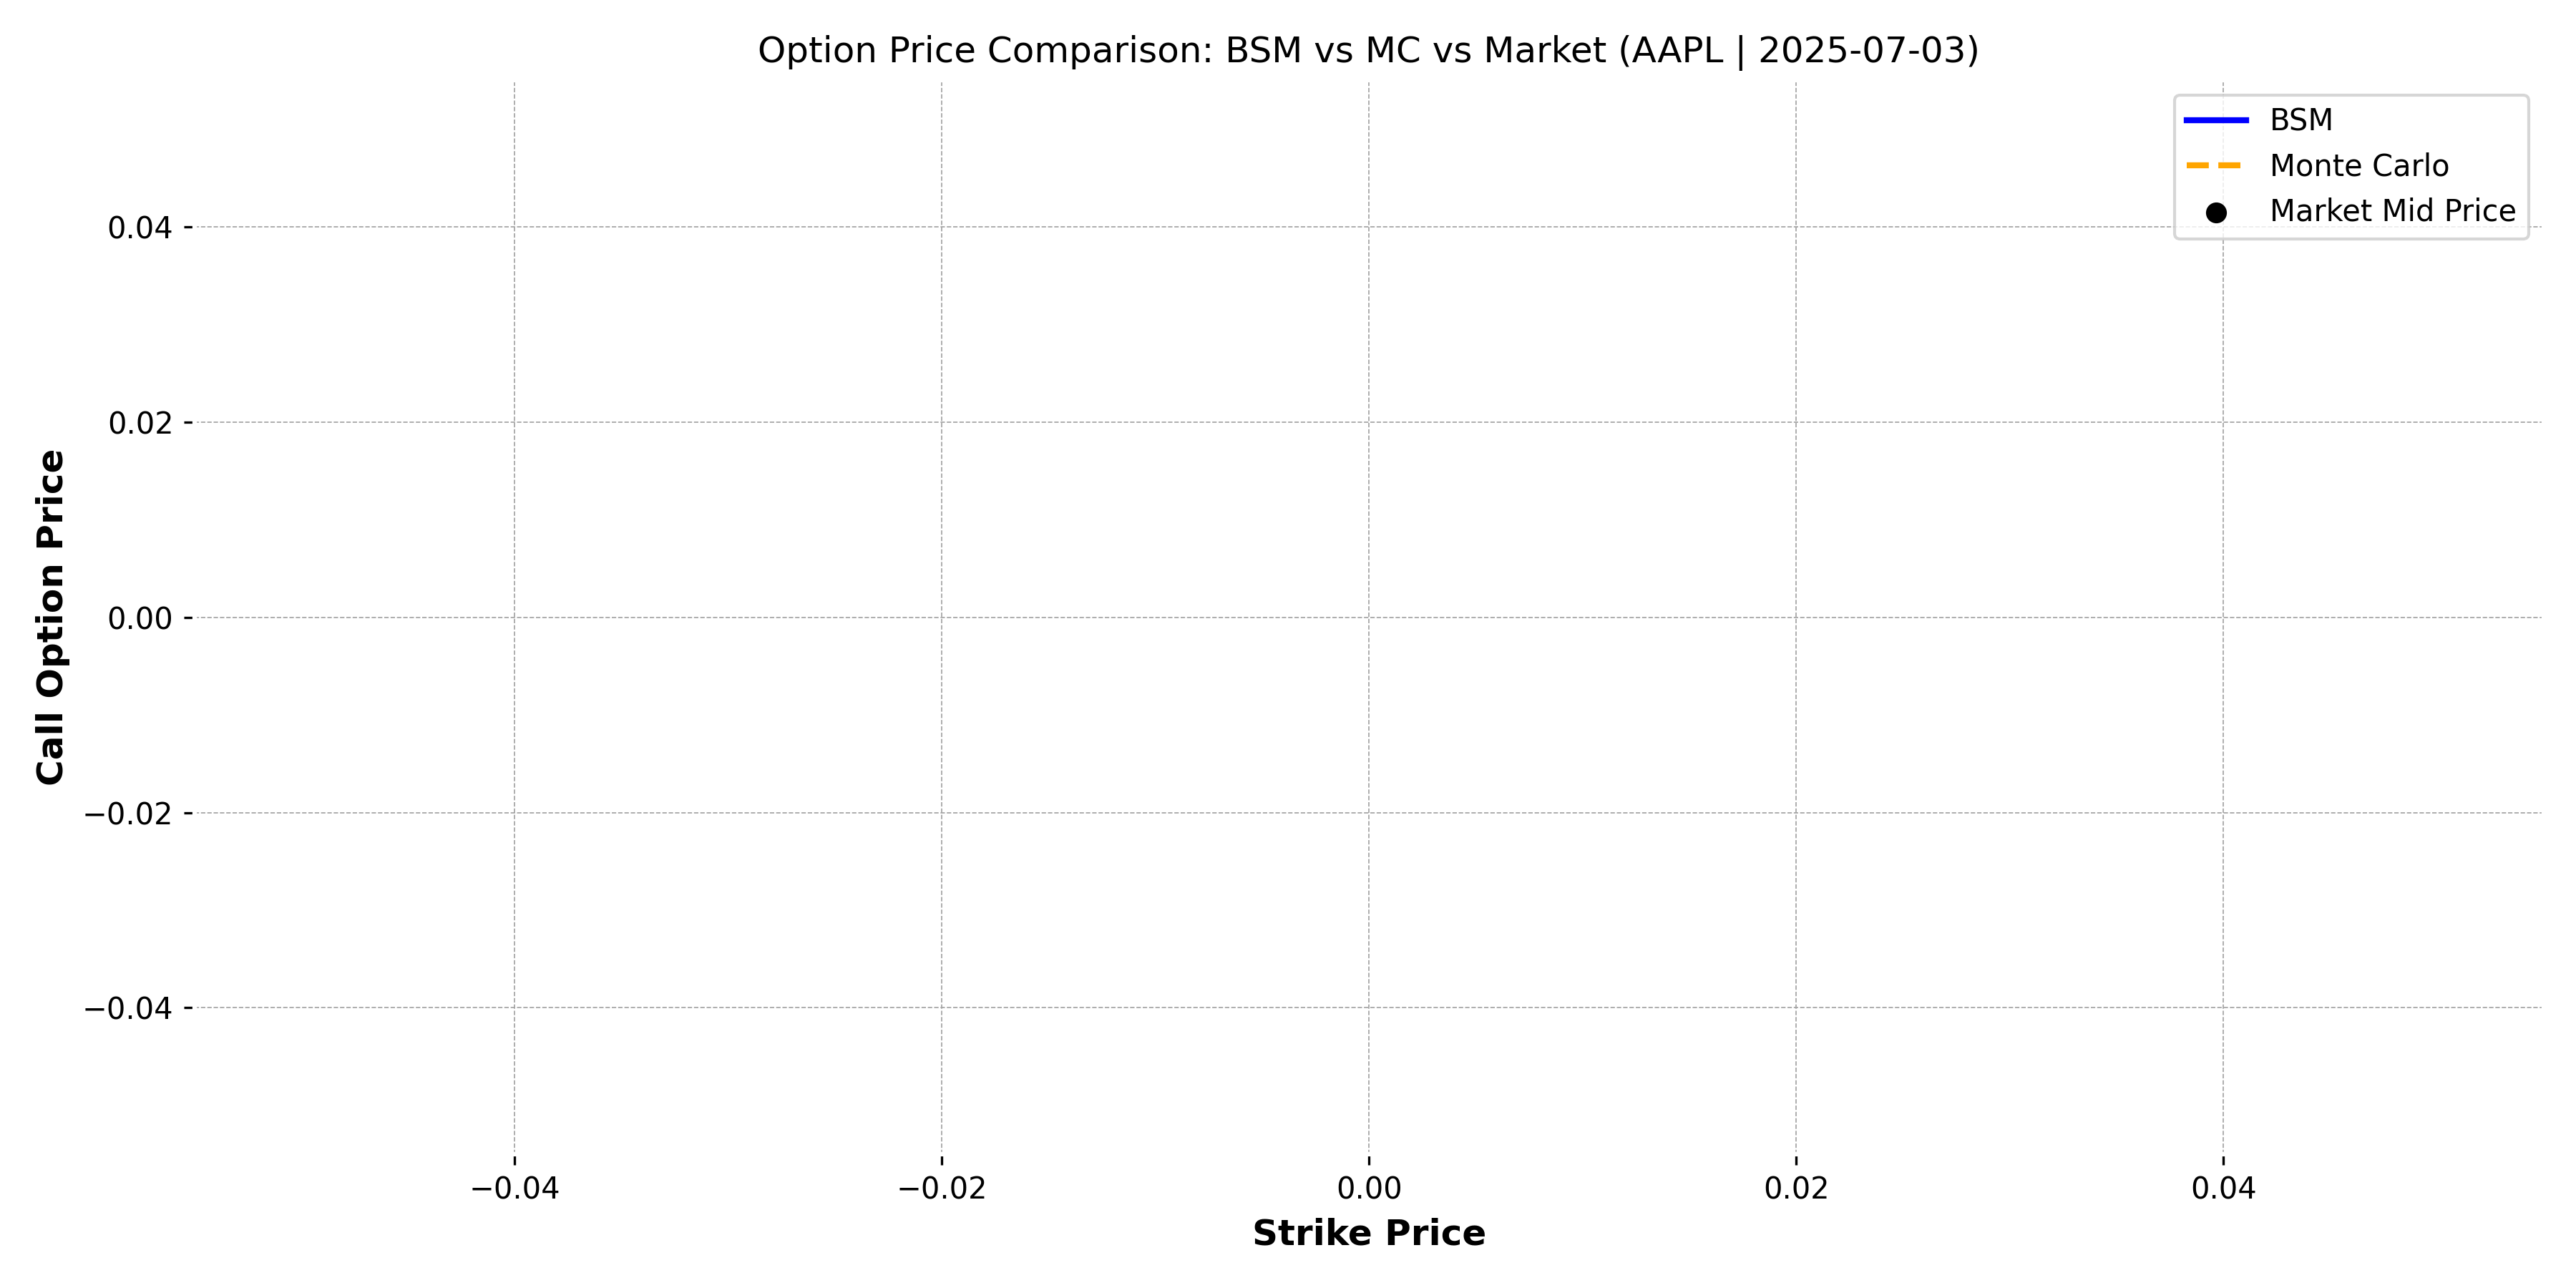 Option Price Comparison: BSM vs MC vs Market (AAPL | 2025-07-03)
BSM
Monte Carlo
Market Mid Price
Call Option Price
0.04
0.02
0.00
−0.02
−0.04
−0.04
−0.02
0.00
0.02
0.04
Strike Price